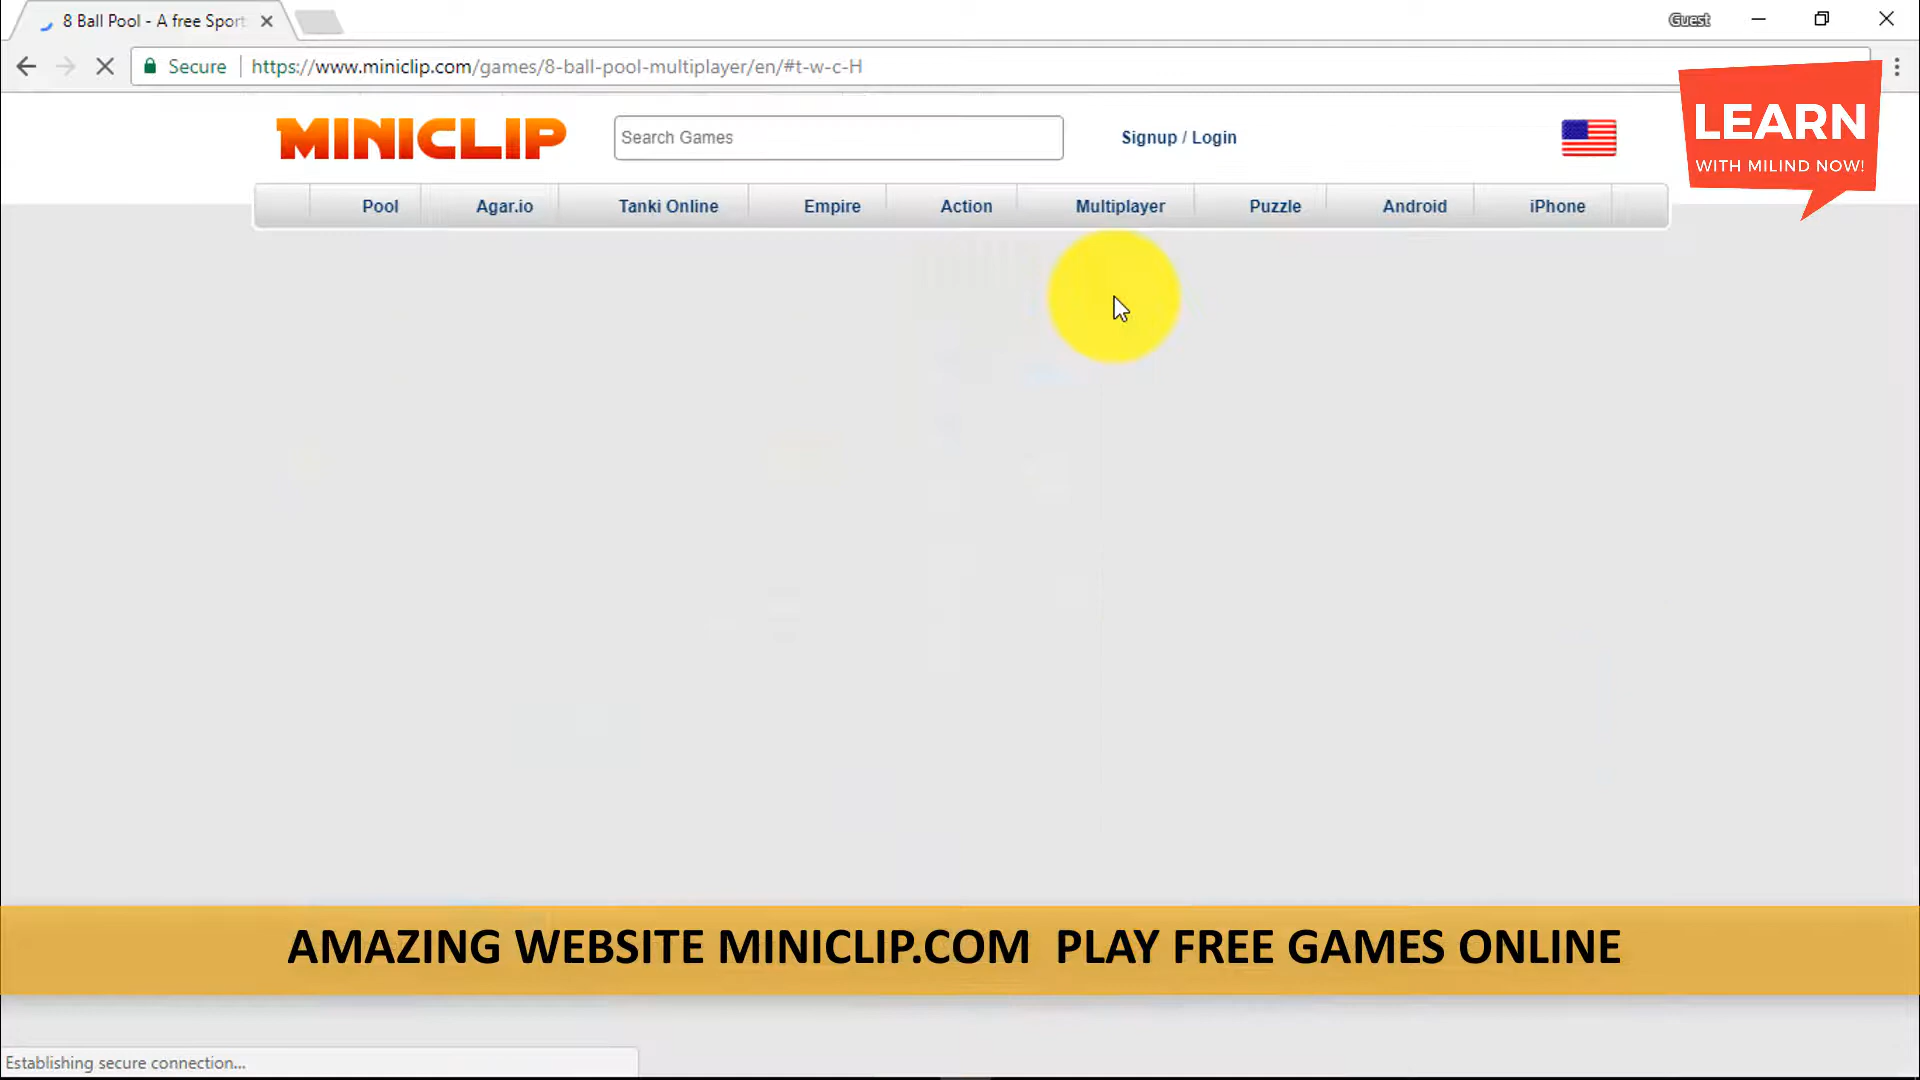 8 Ball Pool - A free Sport
Guest
Secure
https://www.miniclip.com/games/8-ball-pool-multiplayer/en/#t-w-c-H
MINICLIP
Search Games
Signup / Login
LEARN
WITH MILIND NOW!
Pool Agar.io Tanki Online Empire Action Multiplayer Puzzle Android iPhone
AMAZING WEBSITE MINICLIP.COM PLAY FREE GAMES ONLINE
Establishing secure connection...